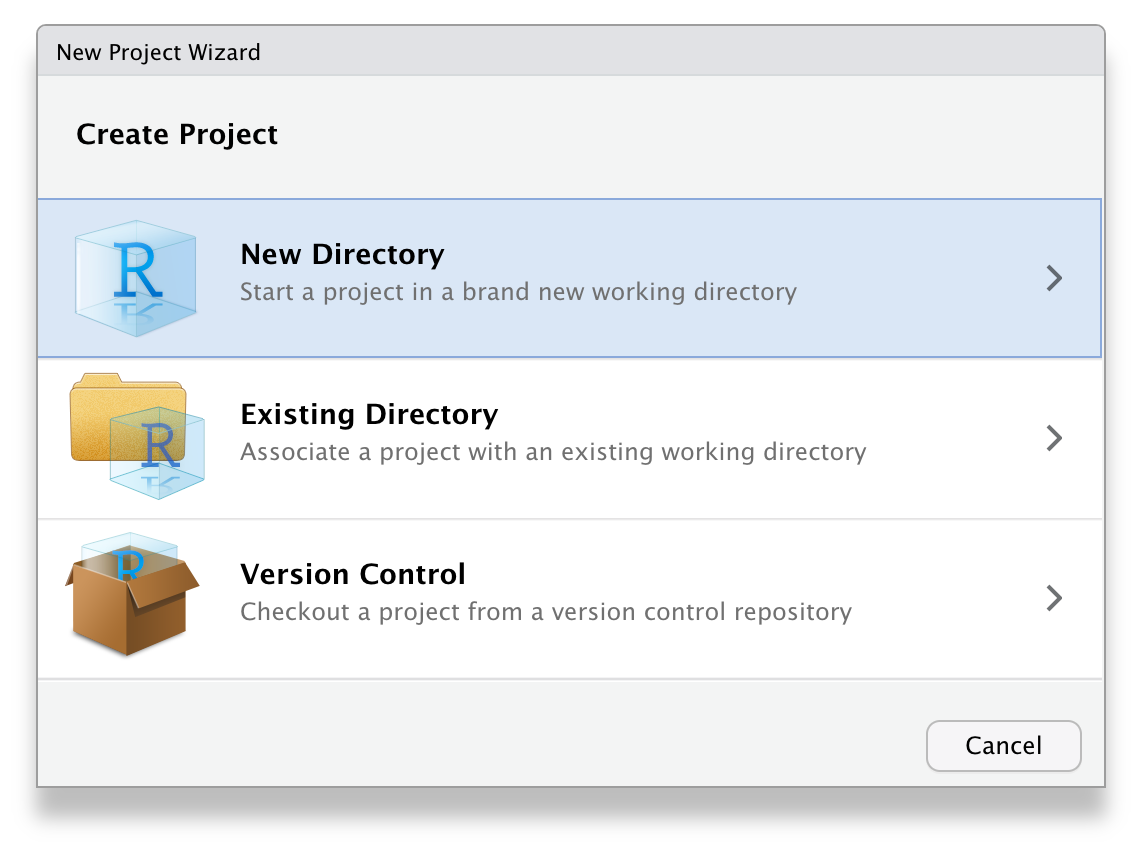 New Project Wizard
Create Project
R
New Directory
Start a project in a brand new working directory
R
Existing Directory
Associate a project with an existing working directory
R
Version Control
Checkout a project from a version control repository
Cancel